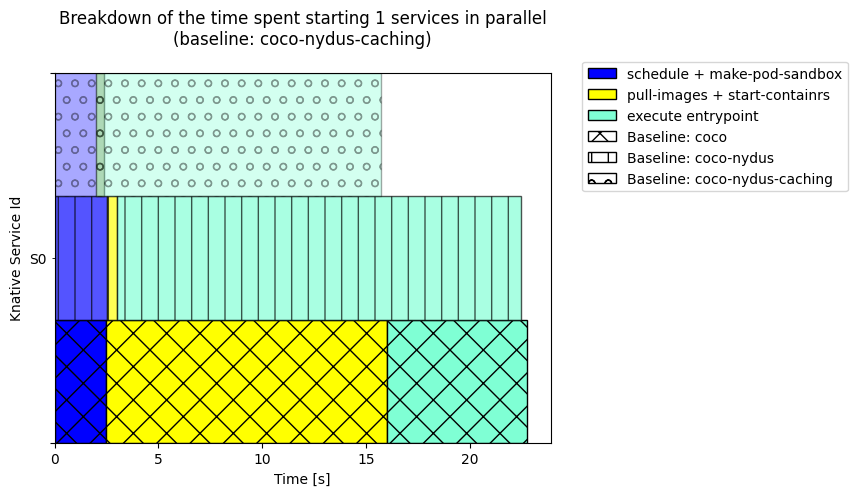 Breakdown of the time spent starting 1 services in parallel
(baseline: coco-nydus-caching)
schedule + make-pod-sandbox
pull-images + start-containrs
execute entrypoint
Baseline: coco
Baseline: coco-nydus
Baseline: coco-nydus-caching
Knative Service Id
S0
0 5 10 15 20
Time [s]